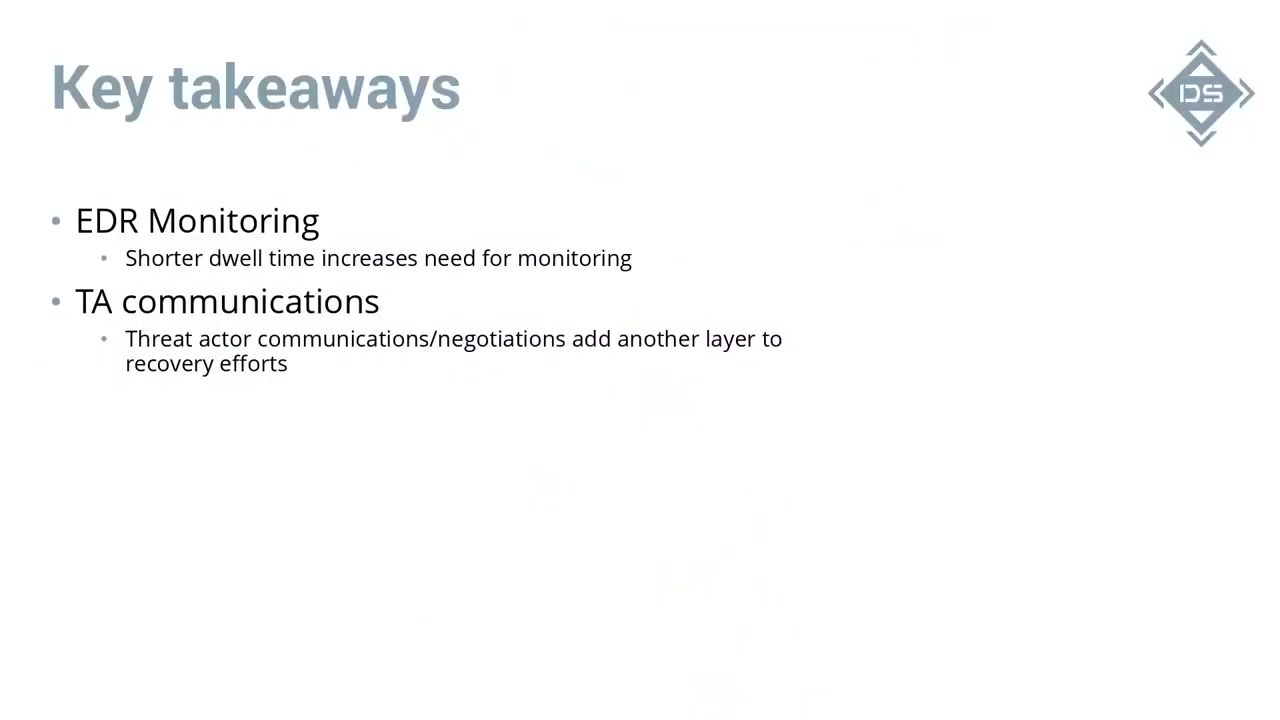 Key takeaways
DS
• EDR Monitoring
• Shorter dwell time increases need for monitoring
• TA communications
• Threat actor communications/negotiations add another layer to
recovery efforts